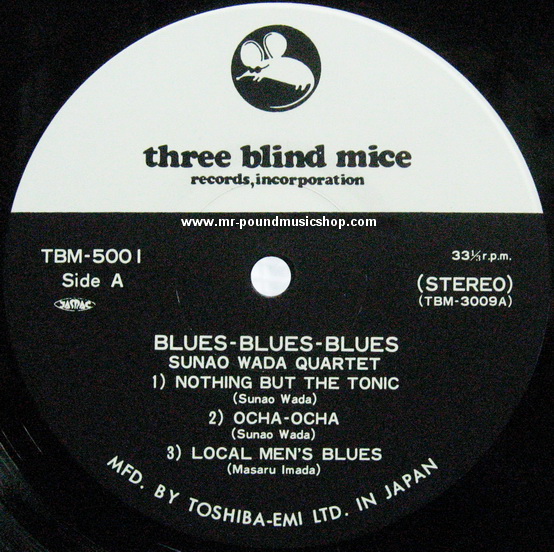 three blind mice
records, incorporation
www.mr-poundmusicshop.com
TBM-5001
Side A
33⅓ r.p.m.
(STEREO)
(TBM-3009A)
JASRAC
BLUES-BLUES-BLUES
SUNAO WADA QUARTET
1) NOTHING BUT THE TONIC
(Sunao Wada)
2) OCHA-OCHA
(Sunao Wada)
3) LOCAL MEN'S BLUES
(Masaru Imada)
MFD. BY TOSHIBA-EMI LTD. IN JAPAN